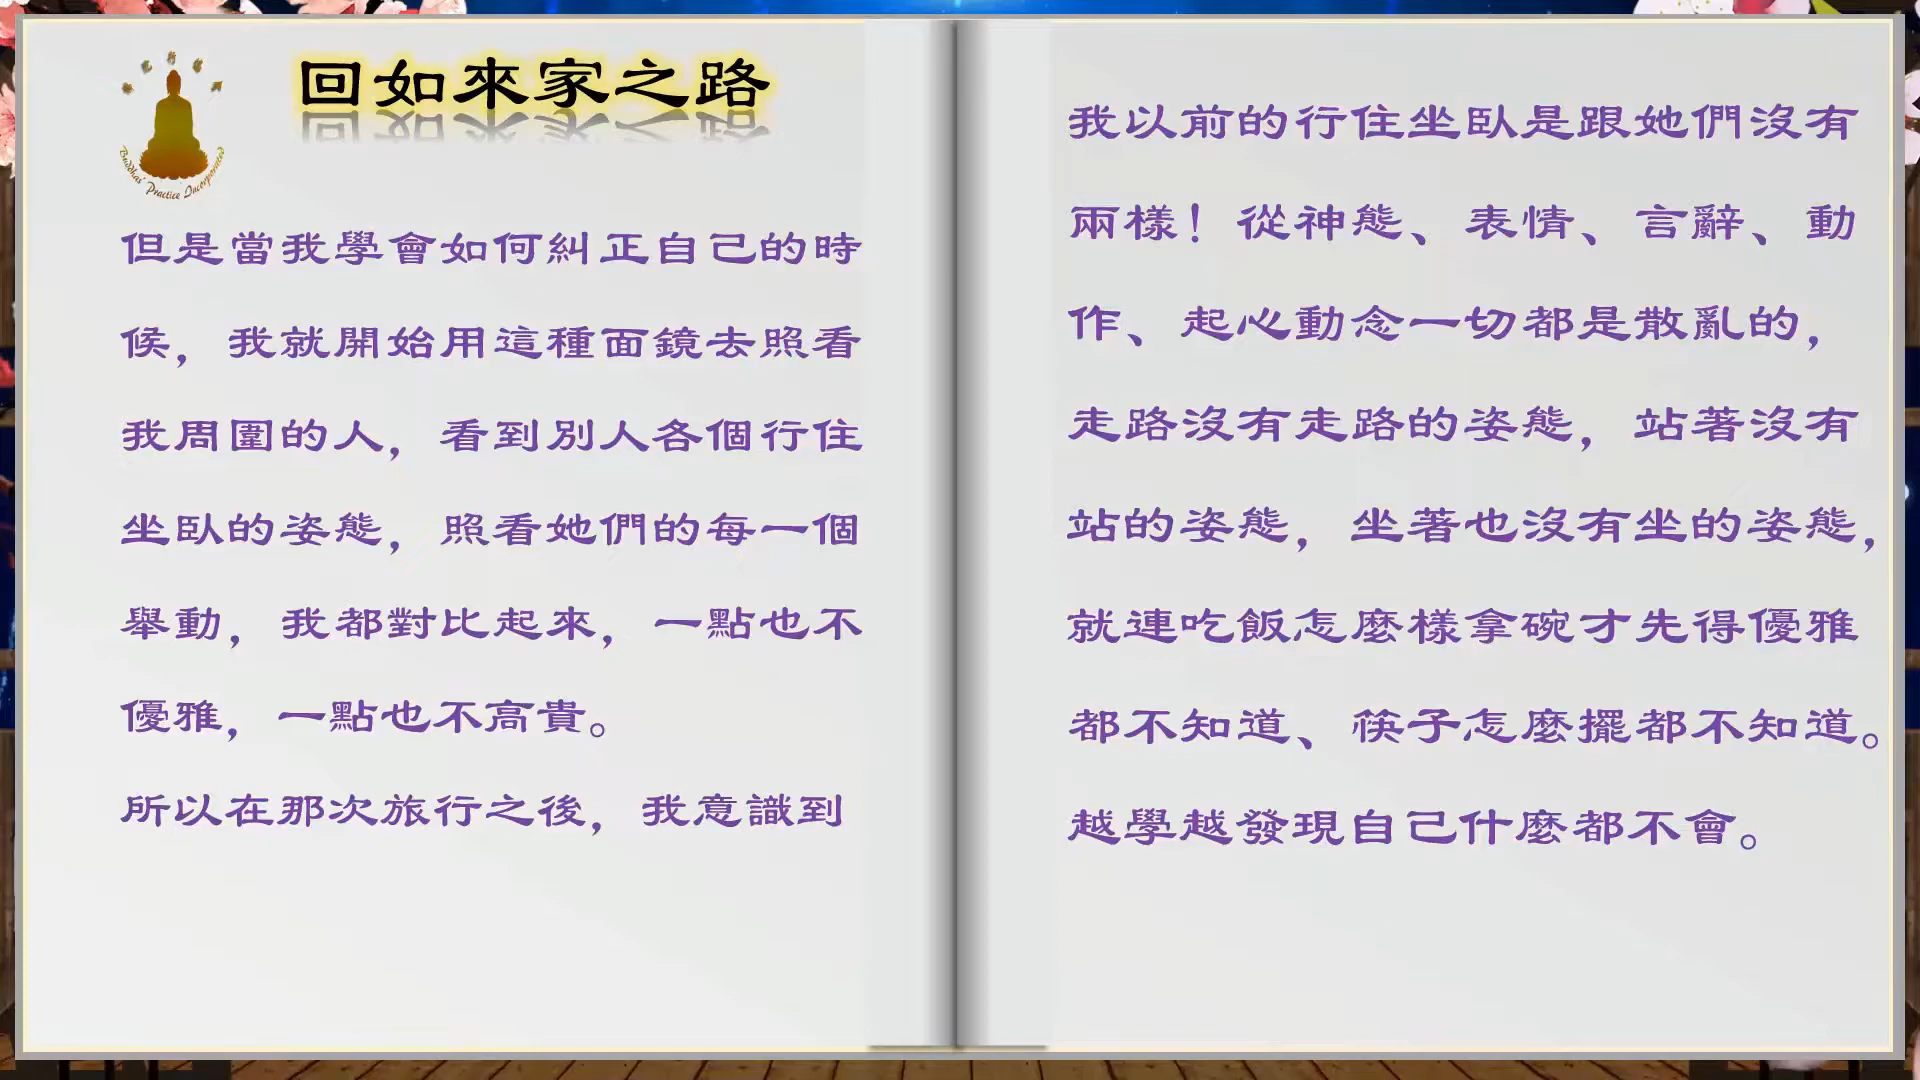 回如來家之路
Buddhas' Practice Incorporated
但是當我學會如何糾正自己的時
候，我就開始用這種面鏡去照看
我周圍的人，看到別人各個行住
坐臥的姿態，照看她們的每一個
舉動，我都對比起來，一點也不
優雅，一點也不高貴。
所以在那次旅行之後，我意識到
我以前的行住坐臥是跟她們沒有
兩樣！從神態、表情、言辭、動
作、起心動念一切都是散亂的，
走路沒有走路的姿態，站著沒有
站的姿態，坐著也沒有坐的姿態，
就連吃飯怎麼樣拿碗才先得優雅
都不知道、筷子怎麼擺都不知道。
越學越發現自己什麼都不會。